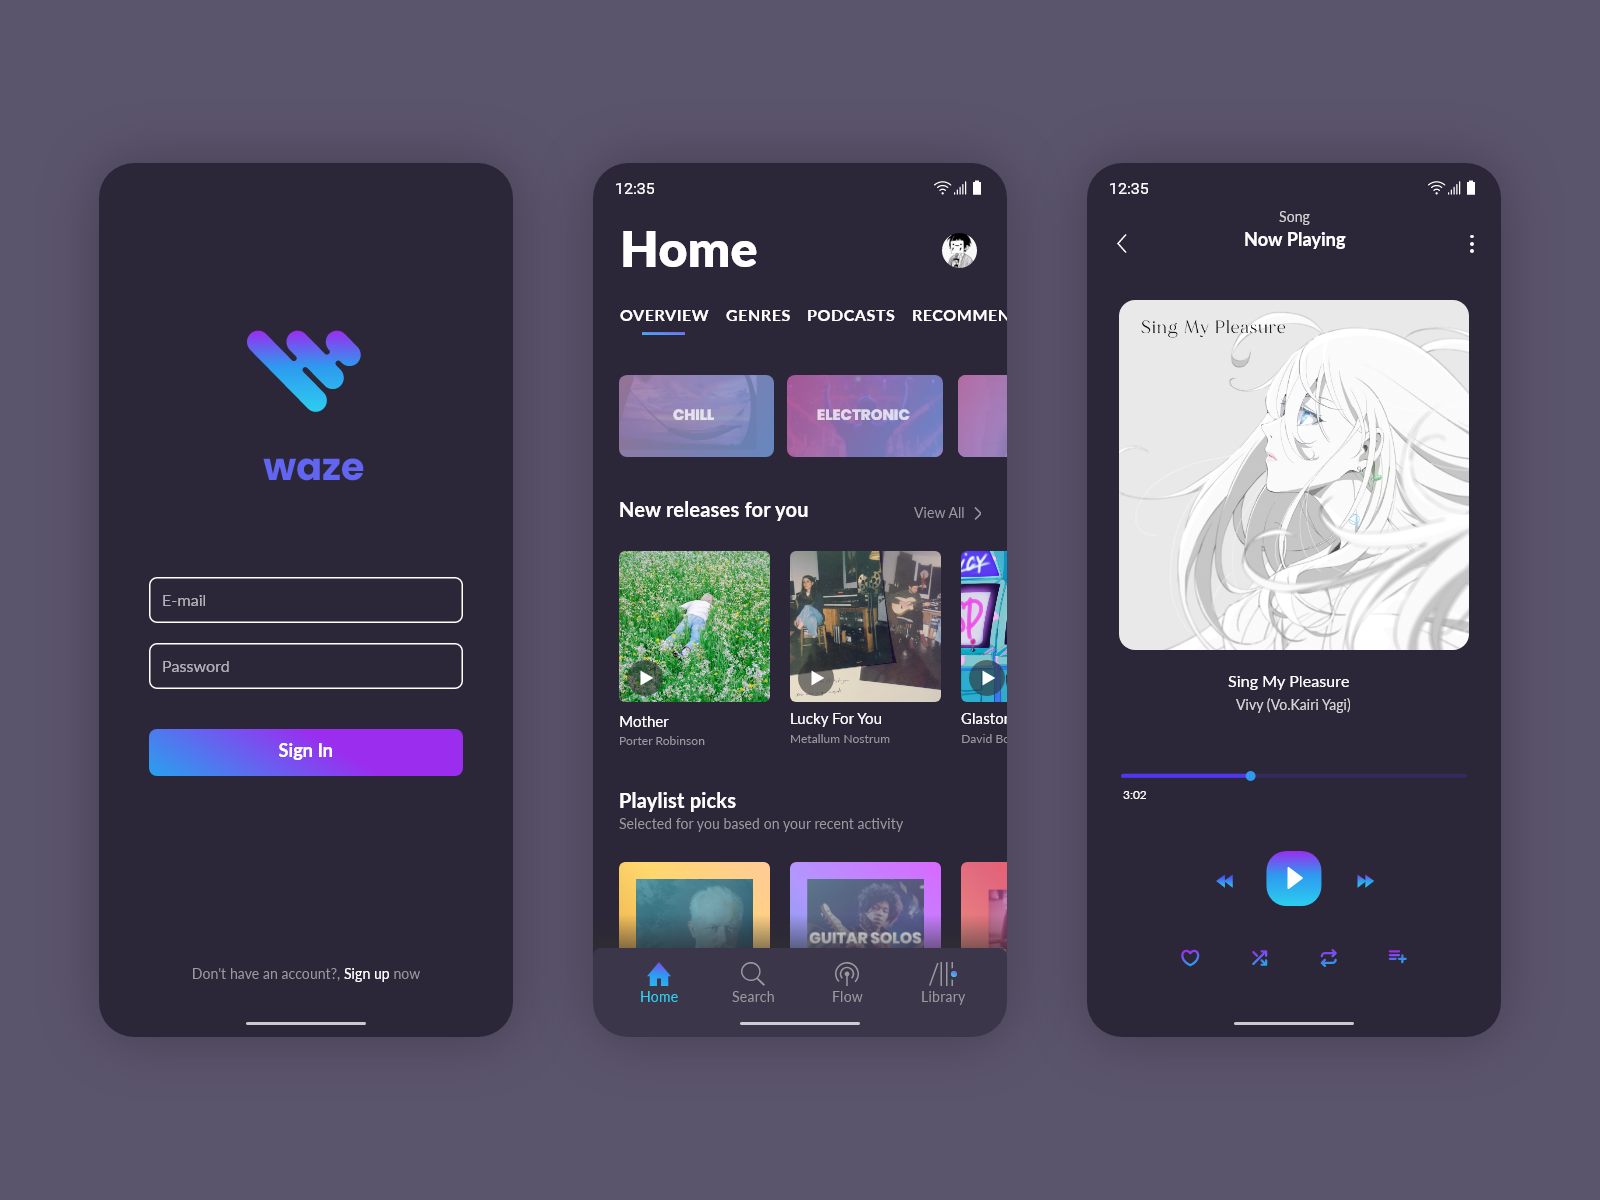 waze
E-mail
Password
Sign In
Don't have an account?, Sign up now
12:35
Home
OVERVIEW GENRES PODCASTS RECOMMEN
CHILL ELECTRONIC
New releases for you
View All
Mother
Porter Robinson
Lucky For You
Metallum Nostrum
Glaston
David Bo
Playlist picks
Selected for you based on your recent activity
GUITAR SOLOS
Home Search Flow Library
12:35
Song
Now Playing
Sing My Pleasure
Sing My Pleasure
Vivy (Vo.Kairi Yagi)
3:02